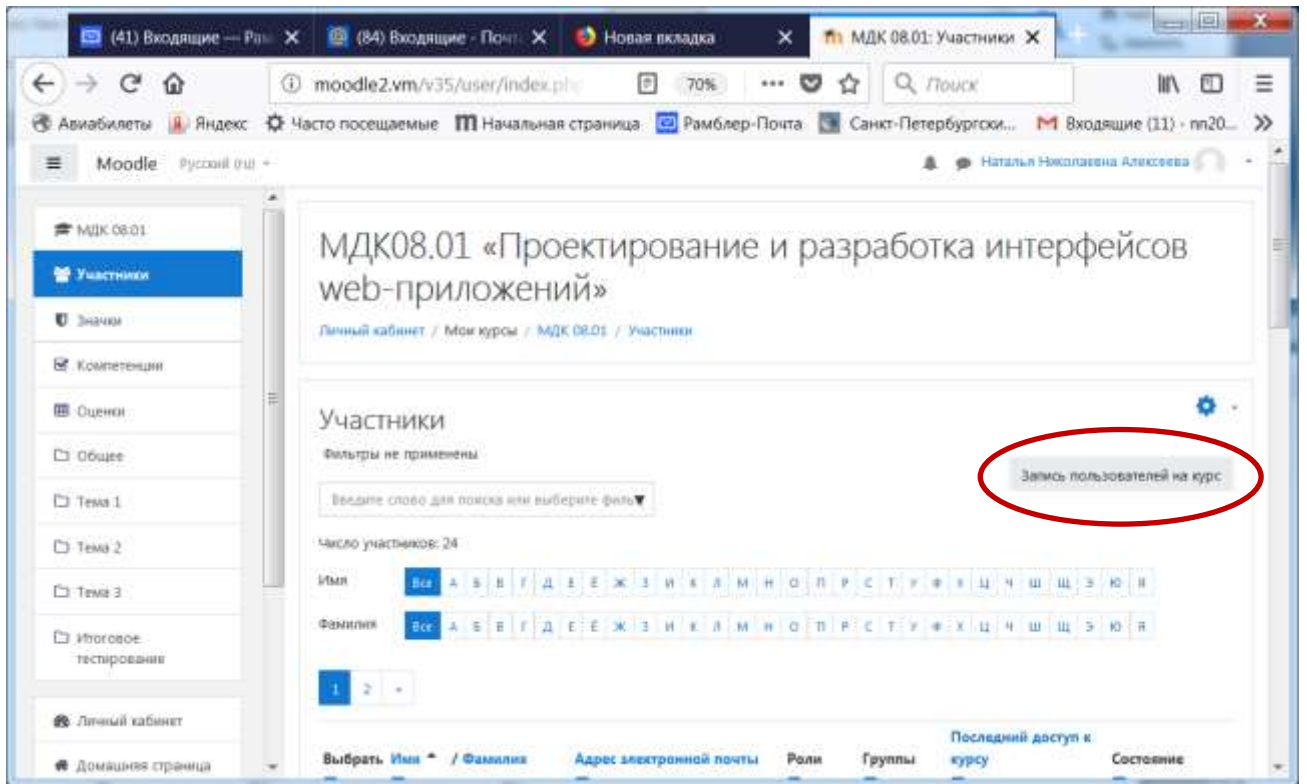 (41) Входящие — Рам
(84) Входящие - Почт
Новая вкладка
МДК 08.01: Участники
moodle2.vm/v35/user/index.php
70%
Поиск
Авиабилеты
Яндекс
Часто посещаемые
Начальная страница
Рамблер-Почта
Санкт-Петербургски...
Входящие (11) - nn20...
Moodle
Русский (ru)
Наталья Николаевна Алексеева
МДК 08.01
Участники
Значки
Компетенции
Оценки
Общее
Тема 1
Тема 2
Тема 3
Итоговое
тестирование
Личный кабинет
Домашняя страница
МДК08.01 «Проектирование и разработка интерфейсов
web-приложений»
Личный кабинет / Мои курсы / МДК 08.01 / Участники
Участники
Фильтры не применены
Запись пользователей на курс
Введите слово для поиска или выберите филь
Число участников: 24
Имя Все А Б В Г Д Е Ё Ж З И К Л М Н О П Р С Т У Ф Х Ц Ч Ш Щ Э Ю Я
Фамилия Все А Б В Г Д Е Ё Ж З И К Л М Н О П Р С Т У Ф Х Ц Ч Ш Щ Э Ю Я
1 2 »
Выбрать Имя / Фамилия Адрес электронной почты Роли Группы Последний доступ к курсу Состояние